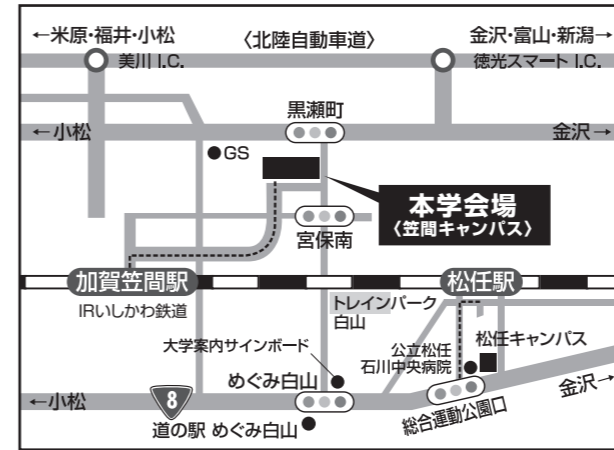 ←米原・福井・小松
〈北陸自動車道〉
金沢・富山・新潟→
美川 I.C.
徳光スマート I.C.
黒瀬町
←小松
金沢→
GS
本学会場
〈笠間キャンパス〉
宮保南
加賀笠間駅
松任駅
IRいしかわ鉄道
トレインパーク
白山
大学案内サインボード
公立松任
石川中央病院
松任キャンパス
めぐみ白山
←小松
8
金沢→
総合運動公園口
道の駅 めぐみ白山